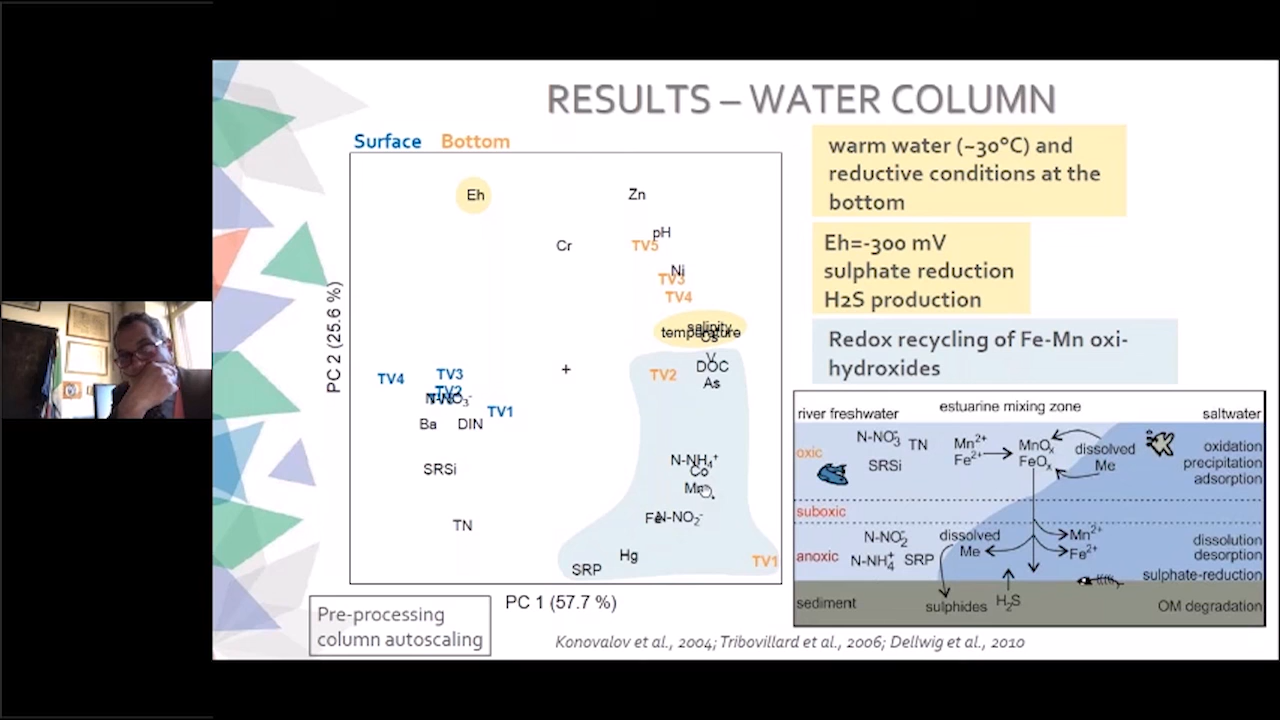 RESULTS – WATER COLUMN
Surface Bottom
Eh
Zn
pH
Cr
TV5
Ni
TV3
TV4
salinity
temperature
Cs
V
TV2
DOC
As
TV4
TV3
TV2
N-NO3-
TV1
Ba
DIN
N-NH4+
Co
SRSi
Mn
Fe
N-NO2-
TN
Hg
SRP
TV1
PC 2 (25.6 %)
PC 1 (57.7 %)
Pre-processing
column autoscaling
warm water (~30°C) and
reductive conditions at the
bottom
Eh=-300 mV
sulphate reduction
H2S production
Redox recycling of Fe-Mn oxi-
hydroxides
river freshwater
estuarine mixing zone
saltwater
oxic
N-NO3-
TN
SRSi
Mn2+
Fe2+
MnOx
FeOx
dissolved
Me
oxidation
precipitation
adsorption
suboxic
anoxic
N-NO2-
N-NH4+
SRP
dissolved
Me
Mn2+
Fe2+
dissolution
desorption
sulphate-reduction
sediment
sulphides
H2S
OM degradation
Konovalov et al., 2004; Tribovillard et al., 2006; Dellwig et al., 2010